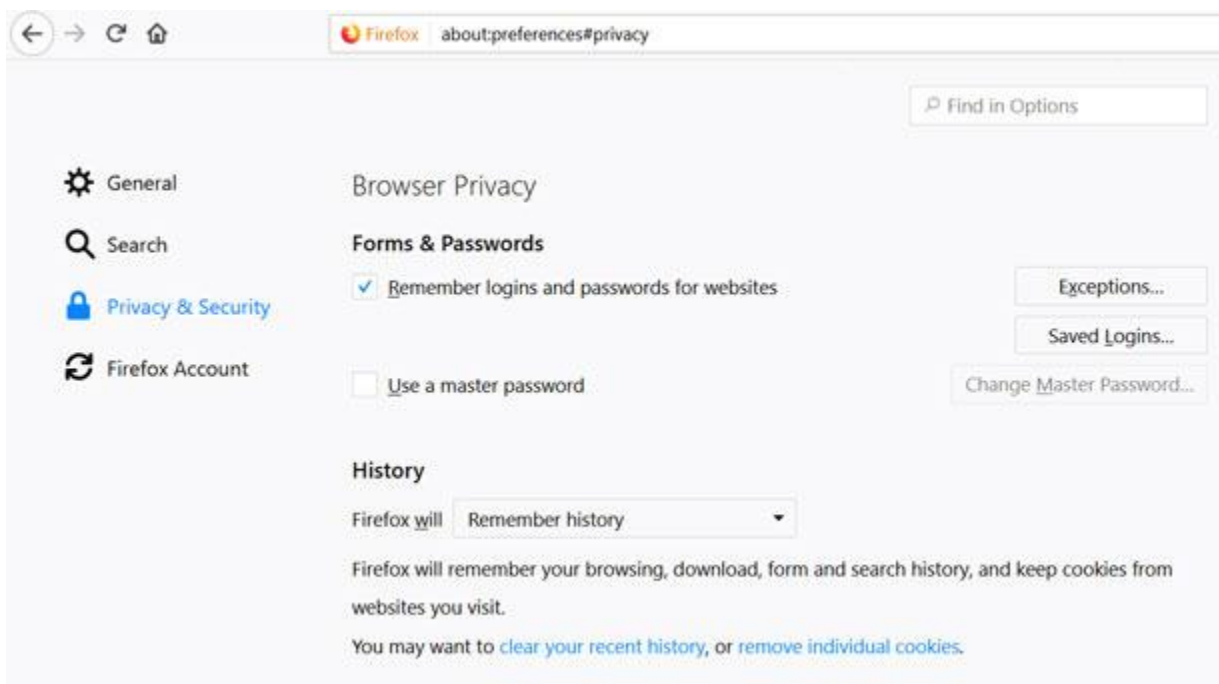 Firefox about:preferences#privacy
Find in Options
General
Search
Privacy & Security
Firefox Account
Browser Privacy
Forms & Passwords
Remember logins and passwords for websites
Exceptions...
Saved Logins...
Use a master password
Change Master Password...
History
Firefox will Remember history
Firefox will remember your browsing, download, form and search history, and keep cookies from
websites you visit.
You may want to clear your recent history, or remove individual cookies.